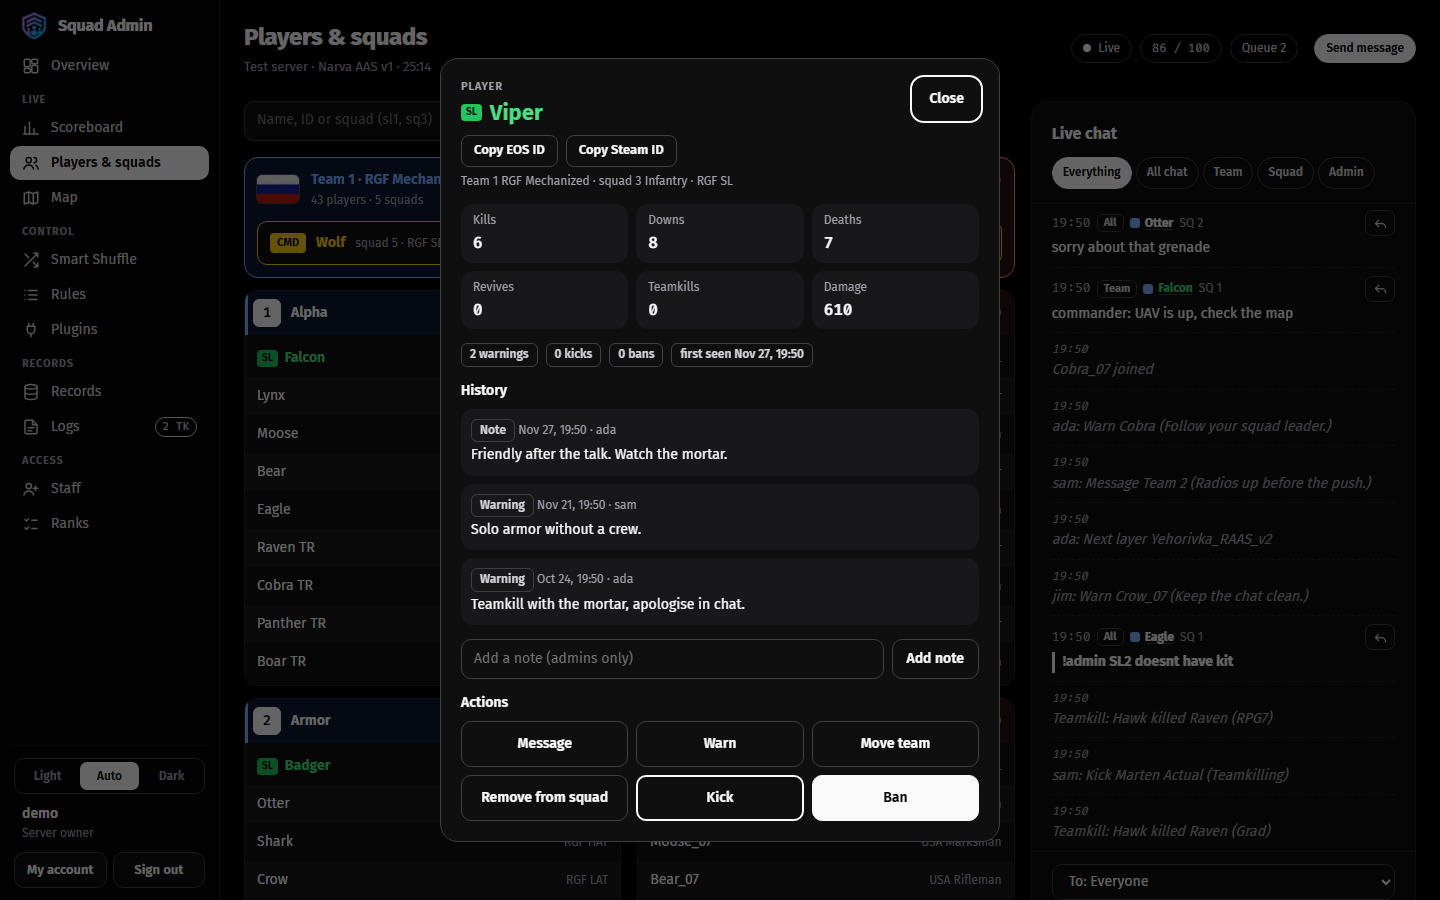 Squad Admin
Overview
LIVE
Scoreboard
Players & squads
Map
CONTROL
Smart Shuffle
Rules
Plugins
RECORDS
Records
Logs
2 TK
ACCESS
Staff
Ranks
Light
Auto
Dark
demo
Server owner
My account
Sign out
Players & squads
Test server · Narva AAS v1 · 25:14
Live
86 / 100
Queue 2
Send message
Name, ID or squad (sl1, sq3)
Team 1 · RGF Mechan
43 players · 5 squads
CMD Wolf squad 5 · RGF SL
1 Alpha
SL Falcon
Lynx
Moose
Bear
Eagle
Raven TR
Cobra TR
Panther TR
Boar TR
2 Armor
SL Badger
Otter
Shark
RGF HAT
Crow
RGF LAT
Moose_07
USA Marksman
Bear_07
USA Rifleman
PLAYER
SL Viper
Close
Copy EOS ID
Copy Steam ID
Team 1 RGF Mechanized · squad 3 Infantry · RGF SL
Kills
6
Downs
8
Deaths
7
Revives
0
Teamkills
0
Damage
610
2 warnings
0 kicks
0 bans
first seen Nov 27, 19:50
History
Note Nov 27, 19:50 · ada
Friendly after the talk. Watch the mortar.
Warning Nov 21, 19:50 · sam
Solo armor without a crew.
Warning Oct 24, 19:50 · ada
Teamkill with the mortar, apologise in chat.
Add a note (admins only)
Add note
Actions
Message
Warn
Move team
Remove from squad
Kick
Ban
Live chat
Everything
All chat
Team
Squad
Admin
19:50 All Otter SQ 2
sorry about that grenade
19:50 Team Falcon SQ 1
commander: UAV is up, check the map
19:50
Cobra_07 joined
19:50
ada: Warn Cobra (Follow your squad leader.)
19:50
sam: Message Team 2 (Radios up before the push.)
19:50
ada: Next layer Yehorivka_RAAS_v2
19:50
jim: Warn Crow_07 (Keep the chat clean.)
19:50 All Eagle SQ 1
!admin SL2 doesnt have kit
19:50
Teamkill: Hawk killed Raven (RPG7)
19:50
sam: Kick Marten Actual (Teamkilling)
19:50
Teamkill: Hawk killed Raven (Grad)
To: Everyone